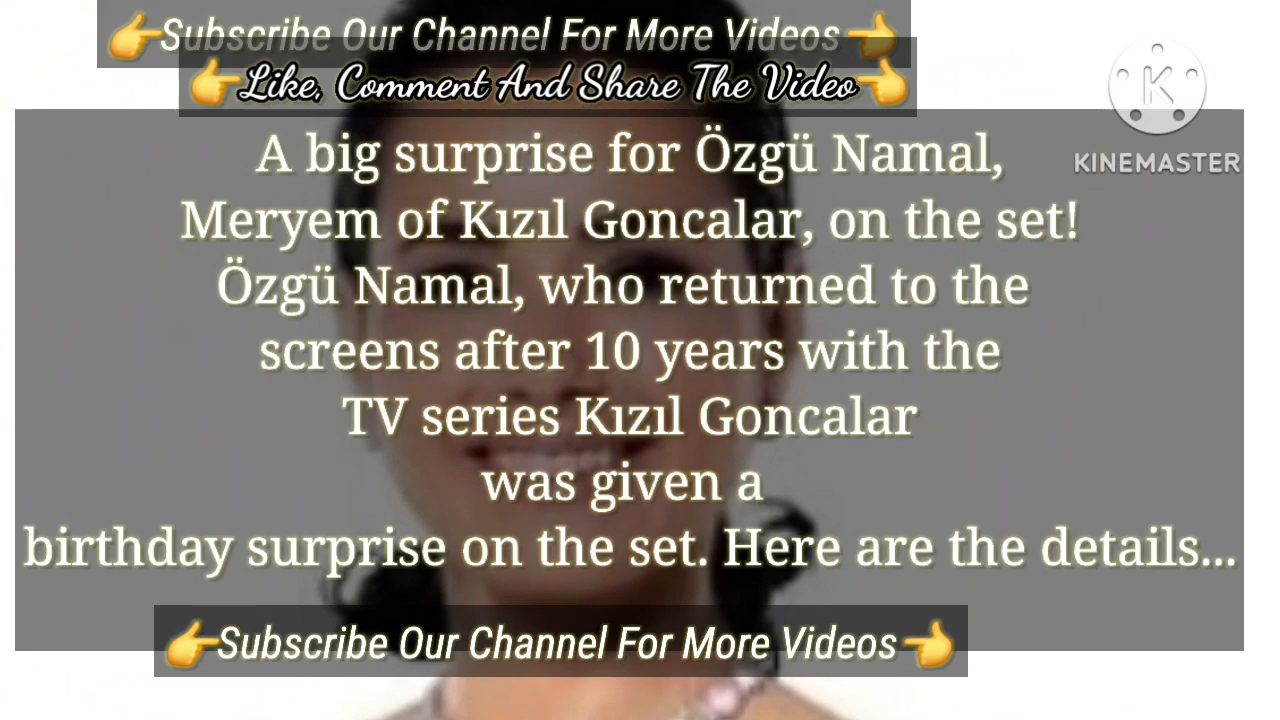 👉Subscribe Our Channel For More Videos👈
👉Like, Comment And Share The Video👈
KINEMASTER
A big surprise for Özgü Namal,
Meryem of Kızıl Goncalar, on the set!
Özgü Namal, who returned to the
screens after 10 years with the
TV series Kızıl Goncalar
was given a
birthday surprise on the set. Here are the details...
👉Subscribe Our Channel For More Videos👈